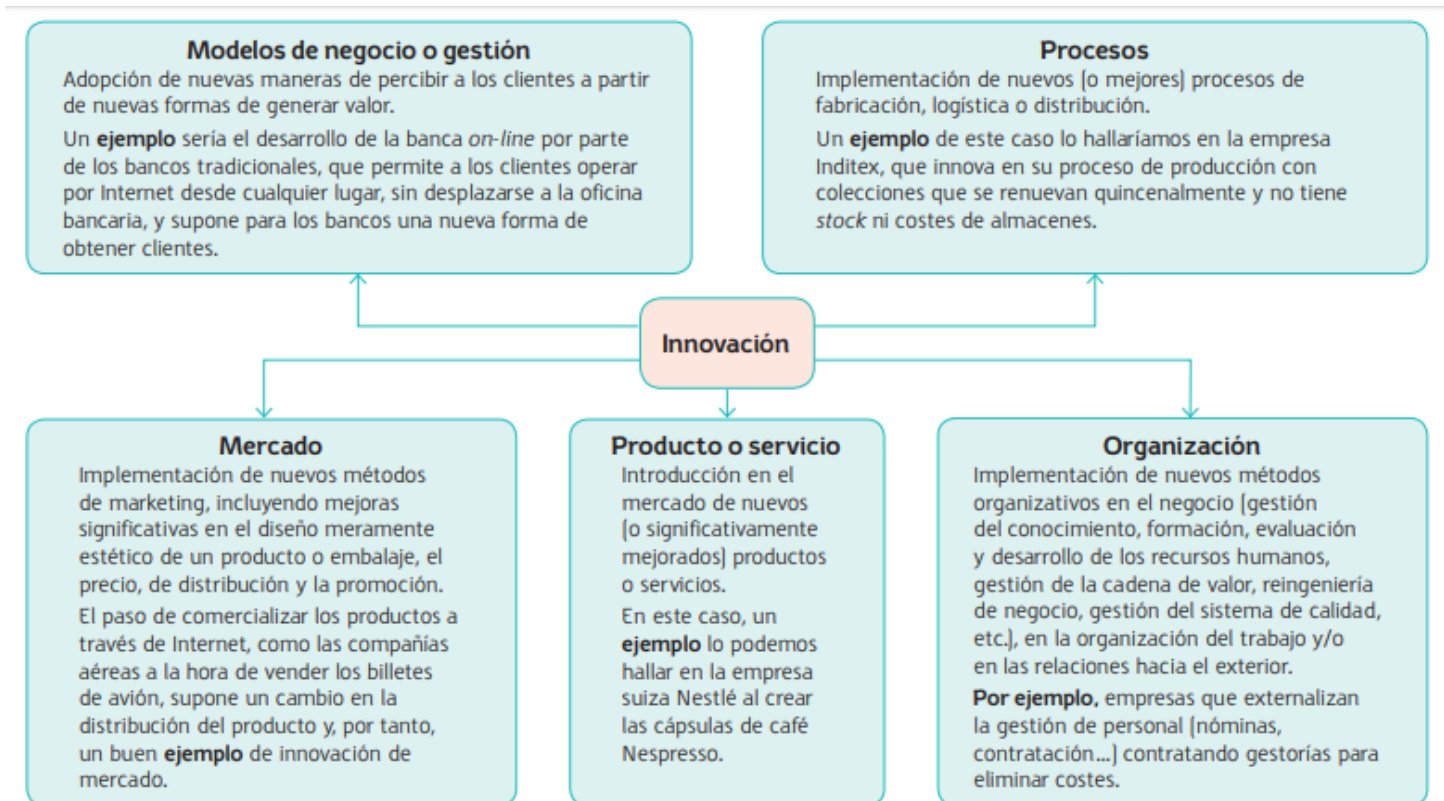 Modelos de negocio o gestión
Adopción de nuevas maneras de percibir a los clientes a partir
de nuevas formas de generar valor.
Un ejemplo sería el desarrollo de la banca on-line por parte
de los bancos tradicionales, que permite a los clientes operar
por Internet desde cualquier lugar, sin desplazarse a la oficina
bancaria, y supone para los bancos una nueva forma de
obtener clientes.
Procesos
Implementación de nuevos (o mejores) procesos de
fabricación, logística o distribución.
Un ejemplo de este caso lo hallaríamos en la empresa
Inditex, que innova en su proceso de producción con
colecciones que se renuevan quincenalmente y no tiene
stock ni costes de almacenes.
Innovación
Mercado
Implementación de nuevos métodos
de marketing, incluyendo mejoras
significativas en el diseño meramente
estético de un producto o embalaje, el
precio, de distribución y la promoción.
El paso de comercializar los productos a
través de Internet, como las compañías
aéreas a la hora de vender los billetes
de avión, supone un cambio en la
distribución del producto y, por tanto,
un buen ejemplo de innovación de
mercado.
Producto o servicio
Introducción en el
mercado de nuevos
(o significativamente
mejorados) productos
o servicios.
En este caso, un
ejemplo lo podemos
hallar en la empresa
suiza Nestlé al crear
las cápsulas de café
Nespresso.
Organización
Implementación de nuevos métodos
organizativos en el negocio (gestión
del conocimiento, formación, evaluación
y desarrollo de los recursos humanos,
gestión de la cadena de valor, reingeniería
de negocio, gestión del sistema de calidad,
etc.), en la organización del trabajo y/o
en las relaciones hacia el exterior.
Por ejemplo, empresas que externalizan
la gestión de personal (nóminas,
contratación...) contratando gestorías para
eliminar costes.